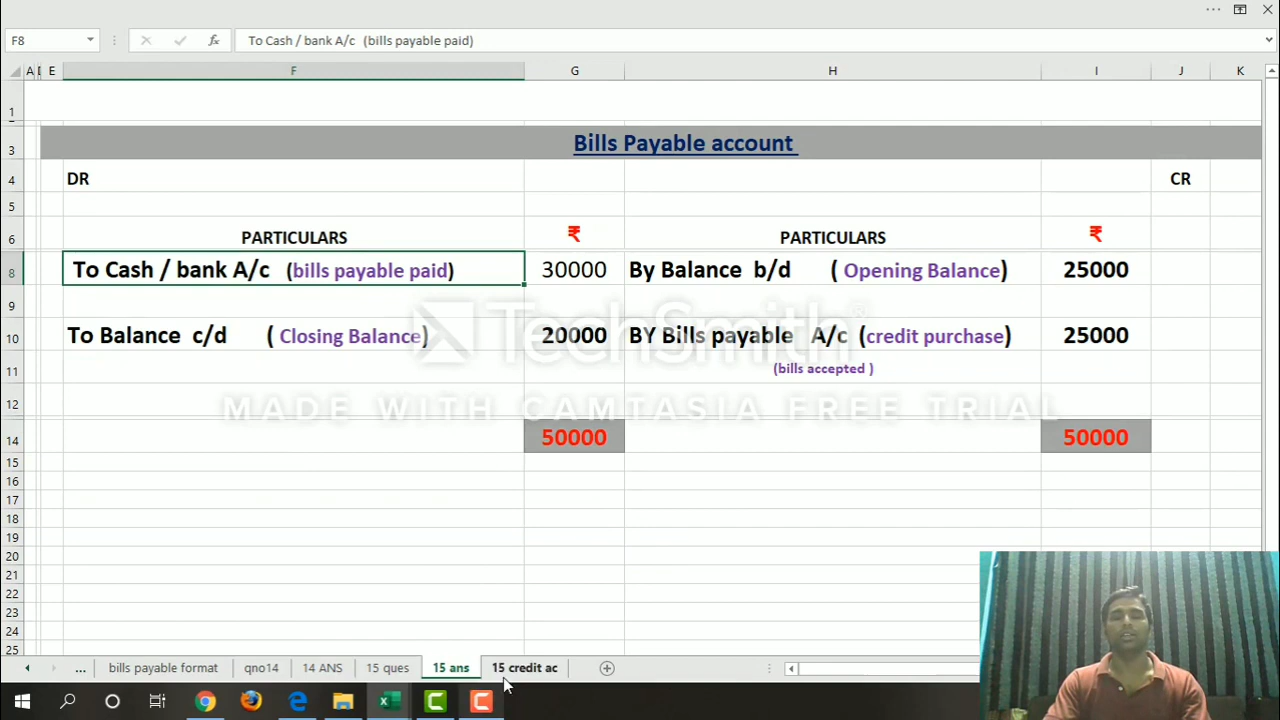 F8 To Cash / bank A/c (bills payable paid)
A E F G H I J K
1
3 Bills Payable account
4 DR CR
5
6 PARTICULARS ₹ PARTICULARS ₹
8 To Cash / bank A/c (bills payable paid) 30000 By Balance b/d ( Opening Balance) 25000
9
10 To Balance c/d ( Closing Balance) 20000 BY Bills payable A/c (credit purchase) 25000
11 (bills accepted )
12
14 50000 50000
15
16
17
18
19
20
21
22
23
24
25
TechSmith®
MADE WITH CAMTASIA FREE TRIAL
... bills payable format qno14 14 ANS 15 ques 15 ans 15 credit ac